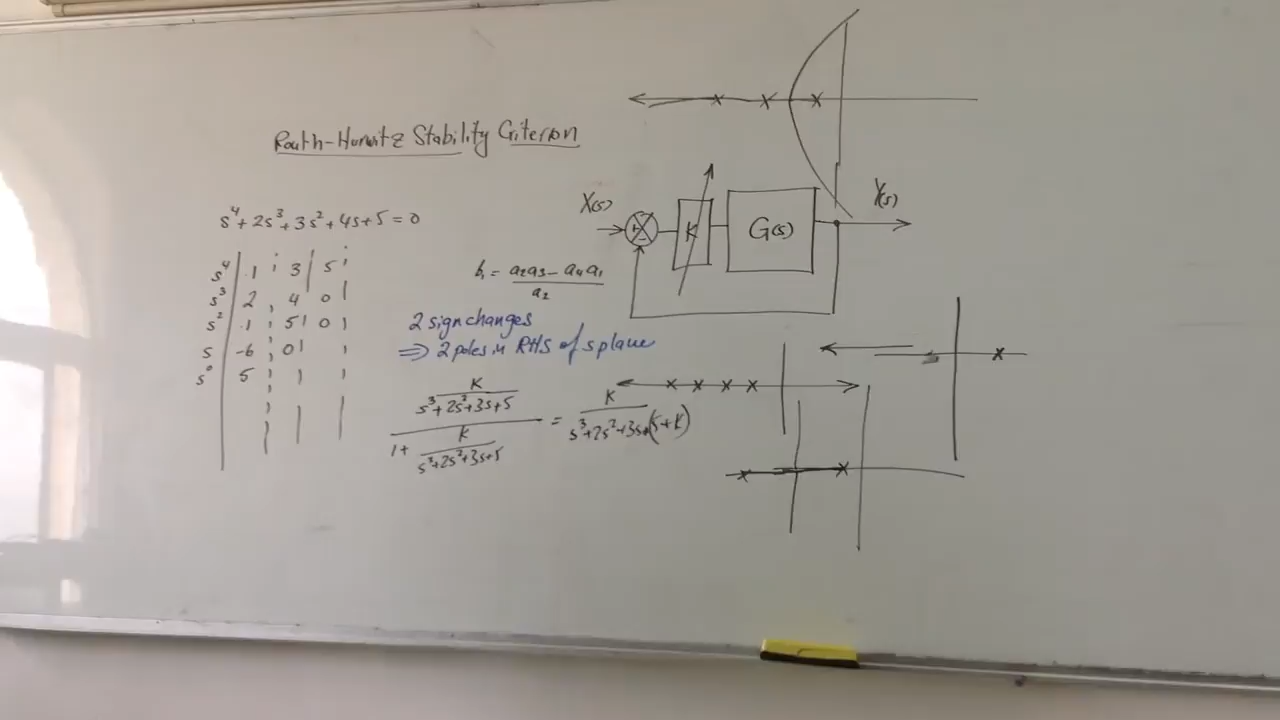 Routh-Hurwitz Stability Criterion
s⁴+2s³+3s²+4s+5=0
s⁴ 1 3 5
s³ 2 4 0
s² 1 5 0
s -6 0
s⁰ 5
b₁ = (a₂a₃ - a₄a₁)/a₂
2 sign changes
⇒ 2 poles in RHS of s plane
K/(s³+2s²+3s+5) / (1+ K/(s³+2s²+3s+5)) = K/(s³+2s²+3s+(5+K))
X(s) + - K G(s) Y(s)